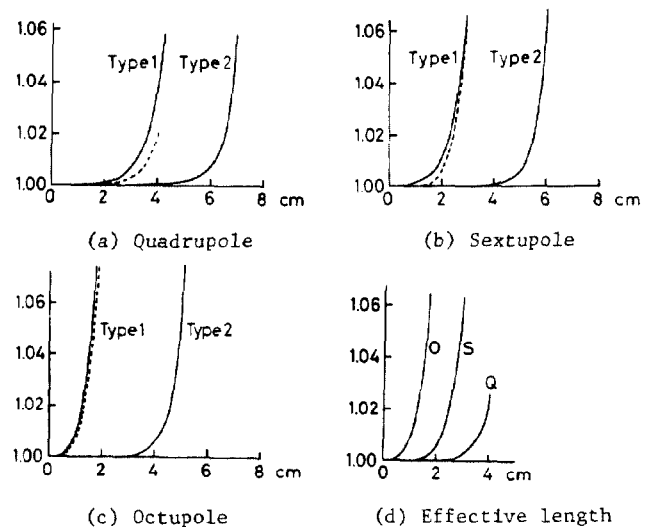 1.06
Type1 Type2
1.04
1.02
1.00
0 2 4 6 8 cm
(a) Quadrupole
1.06
Type1 Type2
1.04
1.02
1.00
0 2 4 6 8 cm
(b) Sextupole
1.06
Type1 Type2
1.04
1.02
1.00
0 2 4 6 8 cm
(c) Octupole
1.06
1.04
O S
Q
1.02
1.00
0 2 4 cm
(d) Effective length